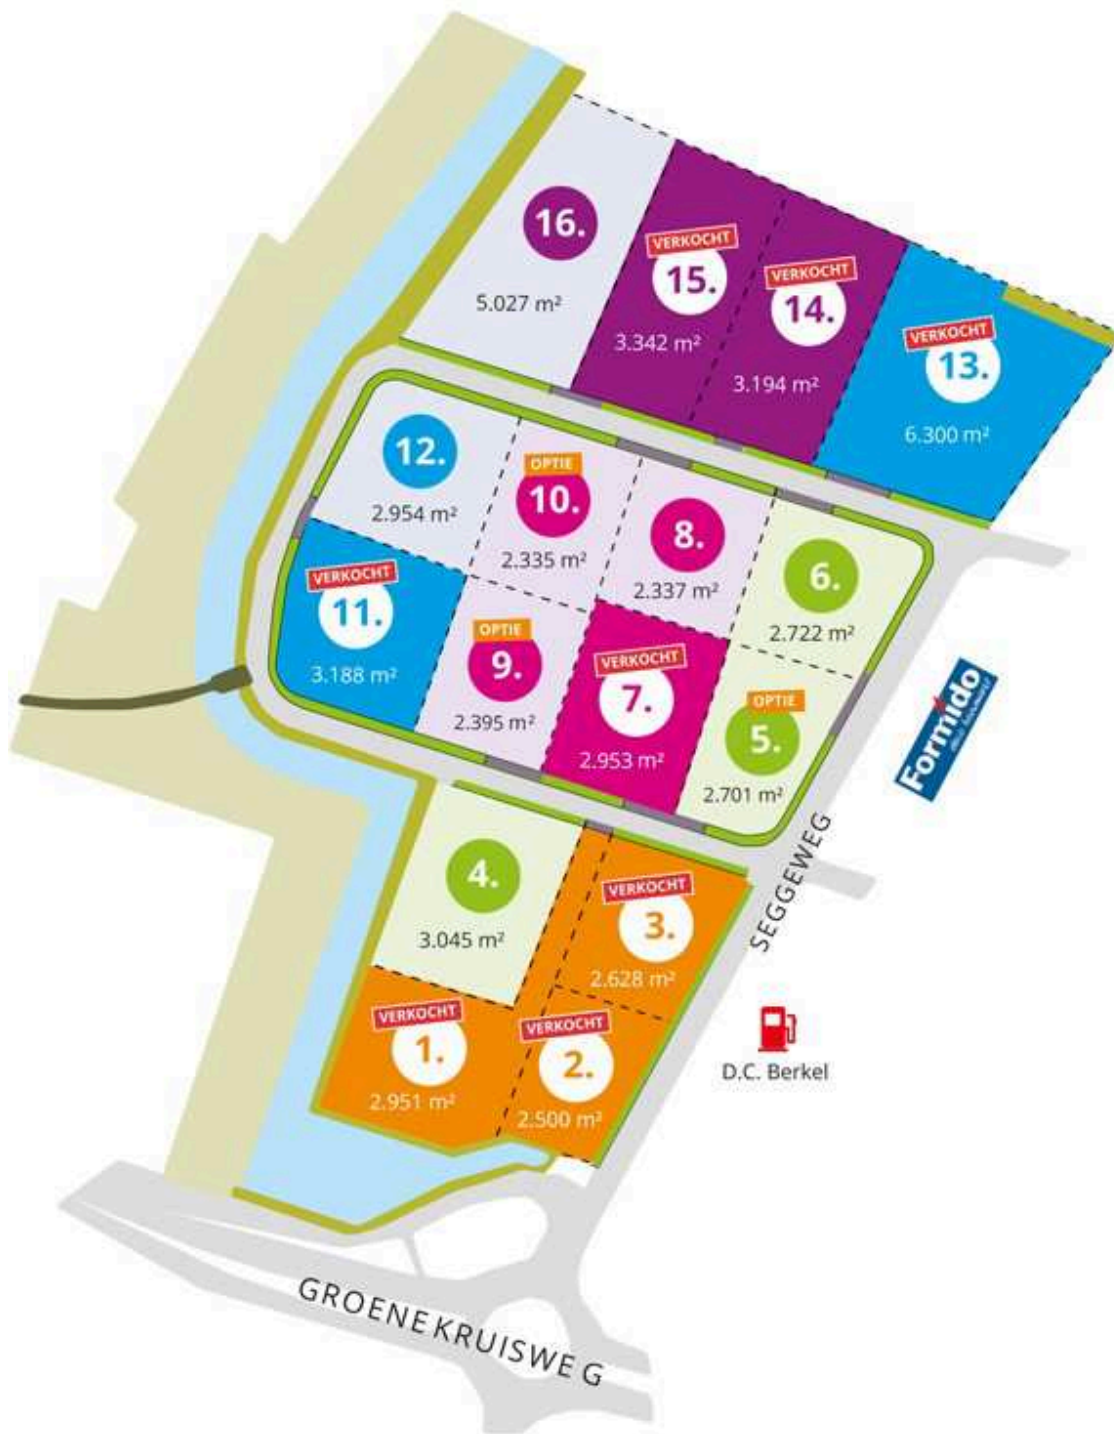 16.
5.027 m²
VERKOCHT
15.
3.342 m²
VERKOCHT
14.
3.194 m²
VERKOCHT
13.
6.300 m²
12.
2.954 m²
OPTIE
10.
2.335 m²
8.
2.337 m²
6.
2.722 m²
VERKOCHT
11.
3.188 m²
OPTIE
9.
2.395 m²
VERKOCHT
7.
2.953 m²
OPTIE
5.
2.701 m²
Formido
4.
3.045 m²
VERKOCHT
3.
2.628 m²
SEGGEWEG
VERKOCHT
1.
2.951 m²
VERKOCHT
2.
2.500 m²
D.C. Berkel
GROENEKRUISWEG